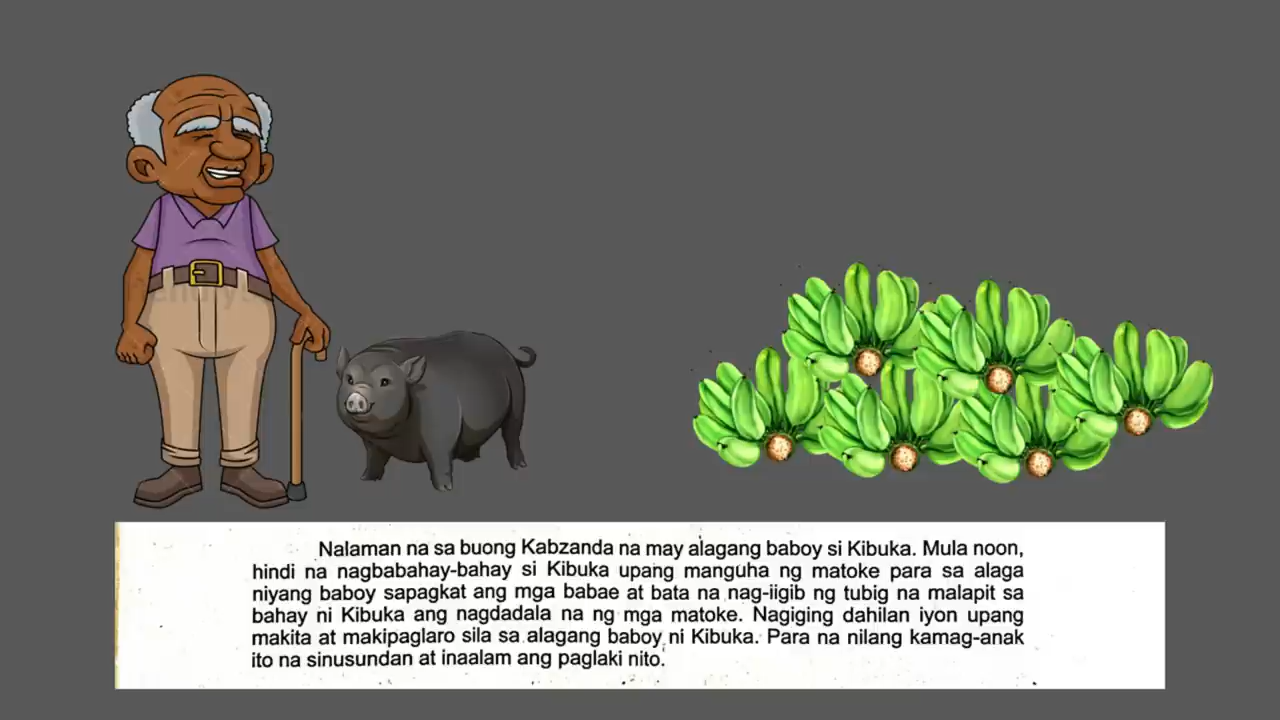 Nalaman na sa buong Kabzanda na may alagang baboy si Kibuka. Mula noon,
hindi na nagbabahay-bahay si Kibuka upang manguha ng matoke para sa alaga
niyang baboy sapagkat ang mga babae at bata na nag-iigib ng tubig na malapit sa
bahay ni Kibuka ang nagdadala na ng mga matoke. Nagiging dahilan iyon upang
makita at makipaglaro sila sa alagang baboy ni Kibuka. Para na nilang kamag-anak
ito na sinusundan at inaalam ang paglaki nito.